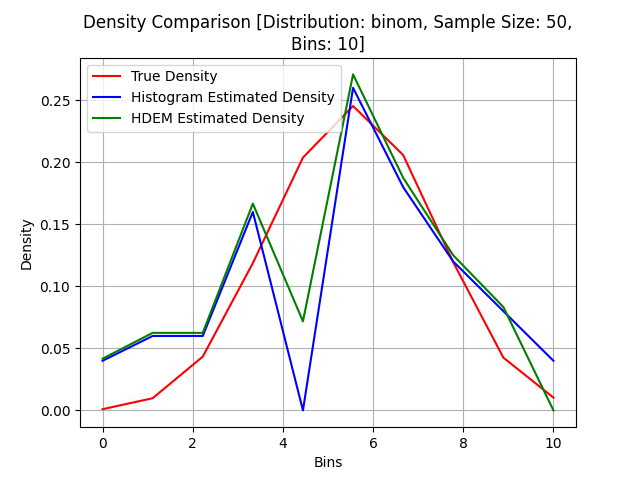 Density Comparison [Distribution: binom, Sample Size: 50,
Bins: 10]
True Density
Histogram Estimated Density
HDEM Estimated Density
Density
0.25
0.20
0.15
0.10
0.05
0.00
0 2 4 6 8 10
Bins